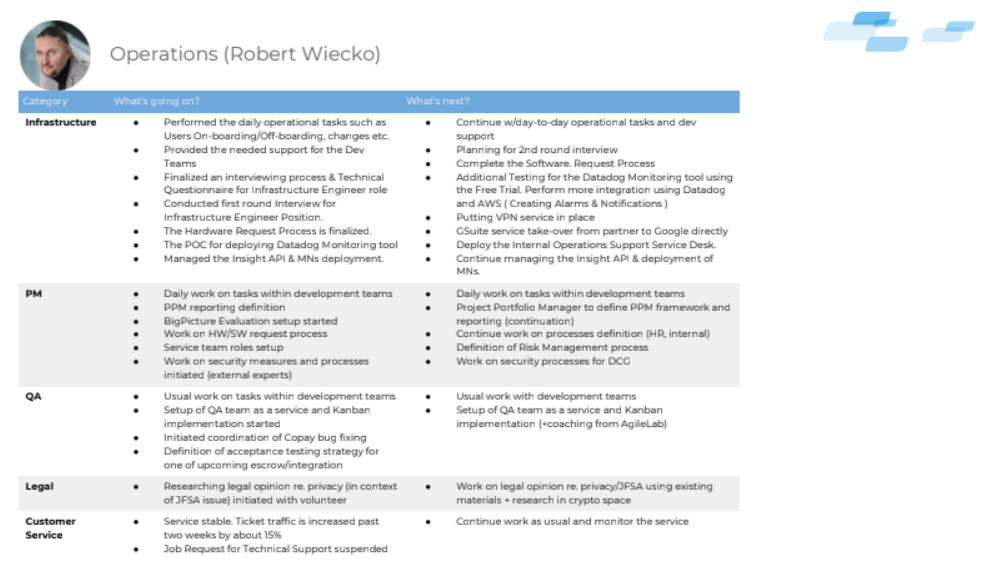 Operations (Robert Wiecko)
Category What's going on? What's next?
Infrastructure
● Performed the daily operational tasks such as
Users On-boarding/Off-boarding, changes etc.
● Provided the needed support for the Dev
Teams
● Finalized an interviewing process & Technical
Questionnaire for Infrastructure Engineer role
● Conducted first round Interview for
Infrastructure Engineer Position.
● The Hardware Request Process is finalized.
● The POC for deploying Datadog Monitoring tool
● Managed the Insight API & MNs deployment.
● Continue w/day-to-day operational tasks and dev
support
● Planning for 2nd round interview
● Complete the Software. Request Process
● Additional Testing for the Datadog Monitoring tool using
the Free Trial. Perform more integration using Datadog
and AWS ( Creating Alarms & Notifications )
● Putting VPN service in place
● GSuite service take-over from partner to Google directly
● Deploy the Internal Operations Support Service Desk.
● Continue managing the Insight API & deployment of
MNs.
PM
● Daily work on tasks within development teams
● PPM reporting definition
● BigPicture Evaluation setup started
● Work on HW/SW request process
● Service team roles setup
● Work on security measures and processes
initiated (external experts)
● Daily work on tasks within development teams
● Project Portfolio Manager to define PPM framework and
reporting (continuation)
● Continue work on processes definition (HR, internal)
● Definition of Risk Management process
● Work on security processes for DCG
QA
● Usual work on tasks within development teams
● Setup of QA team as a service and Kanban
implementation started
● Initiated coordination of Copay bug fixing
● Definition of acceptance testing strategy for
one of upcoming escrow/integration
● Usual work with development teams
● Setup of QA team as a service and Kanban
implementation (+coaching from AgileLab)
Legal
● Researching legal opinion re. privacy (in context
of JFSA issue) initiated with volunteer
● Work on legal opinion re. privacy/JFSA using existing
materials + research in crypto space
Customer
Service
● Service stable. Ticket traffic is increased past
two weeks by about 15%
● Job Request for Technical Support suspended
● Continue work as usual and monitor the service